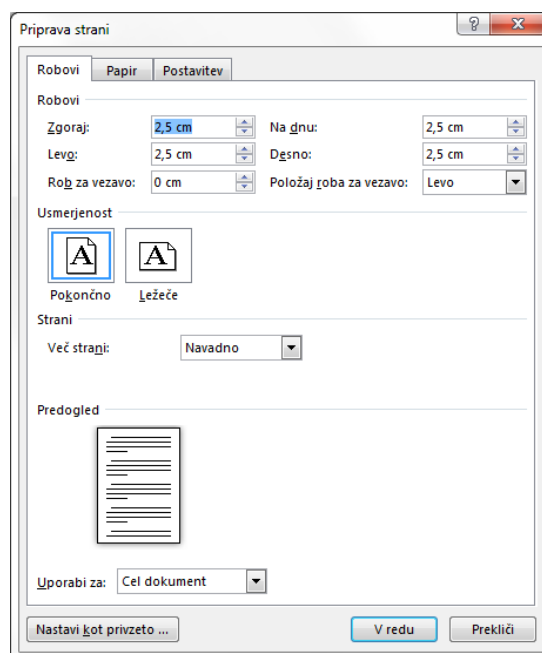 Priprava strani
Robovi Papir Postavitev
Robovi
Zgoraj: 2,5 cm Na dnu: 2,5 cm
Levo: 2,5 cm Desno: 2,5 cm
Rob za vezavo: 0 cm Položaj roba za vezavo: Levo
Usmerjenost
A A
Pokončno Ležeče
Strani
Več strani: Navadno
Predogled
Uporabi za: Cel dokument
Nastavi kot privzeto ... V redu Prekliči